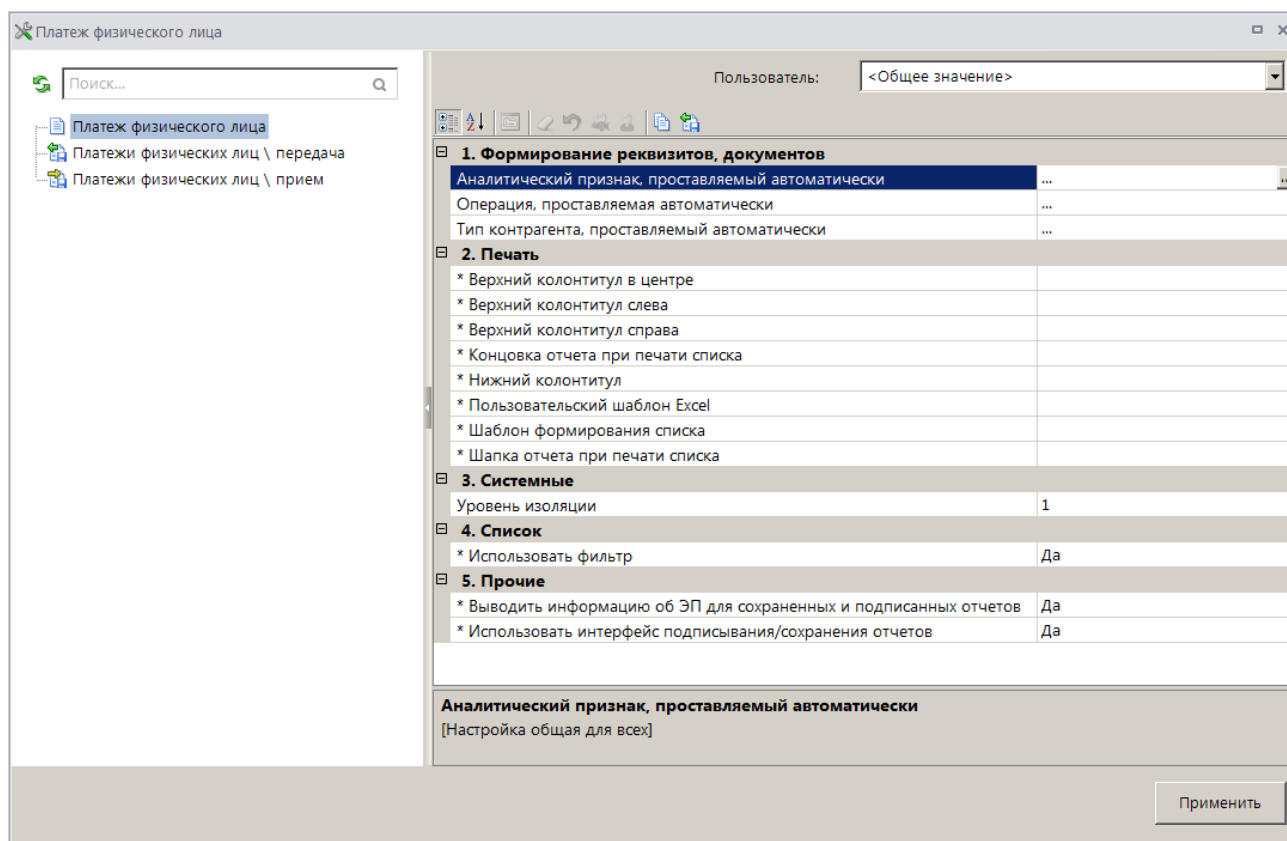 Платеж физического лица
Поиск...
Пользователь: <Общее значение>
Платеж физического лица
Платежи физических лиц \ передача
Платежи физических лиц \ прием
1. Формирование реквизитов, документов
Аналитический признак, проставляемый автоматически ... ...
Операция, проставляемая автоматически ...
Тип контрагента, проставляемый автоматически ...
2. Печать
* Верхний колонтитул в центре
* Верхний колонтитул слева
* Верхний колонтитул справа
* Концовка отчета при печати списка
* Нижний колонтитул
* Пользовательский шаблон Excel
* Шаблон формирования списка
* Шапка отчета при печати списка
3. Системные
Уровень изоляции 1
4. Список
* Использовать фильтр Да
5. Прочие
* Выводить информацию об ЭП для сохраненных и подписанных отчетов Да
* Использовать интерфейс подписывания/сохранения отчетов Да
Аналитический признак, проставляемый автоматически
[Настройка общая для всех]
Применить